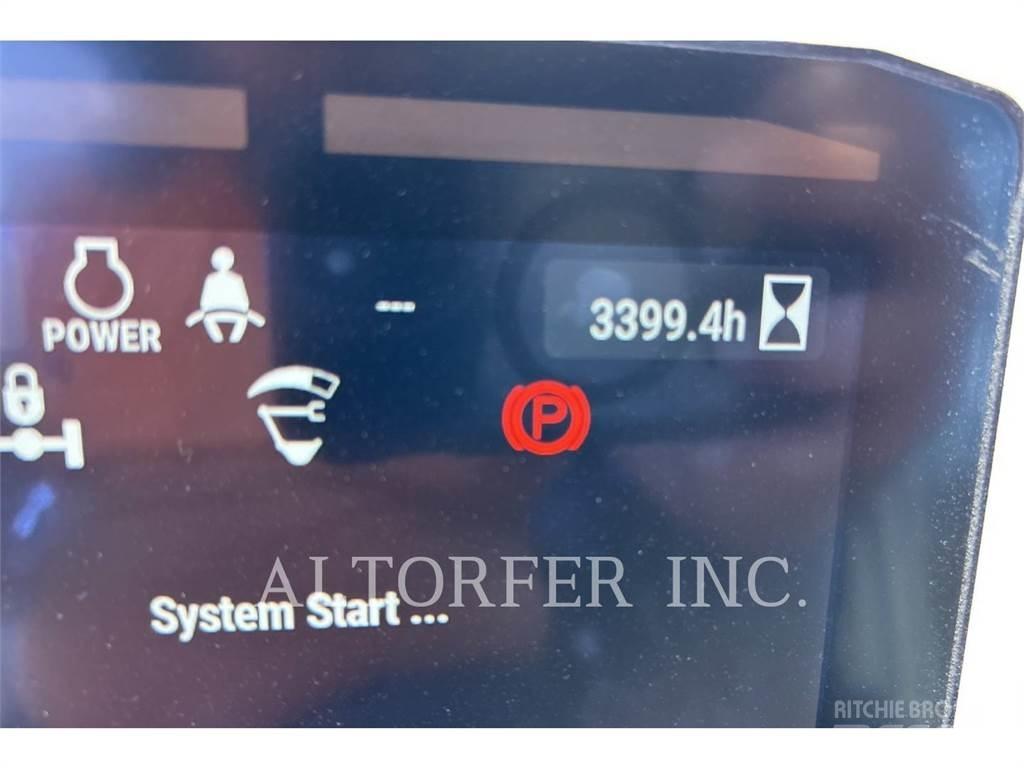 3399.4h
POWER
P
ALTORFER INC.
System Start ...
RITCHIE BRO